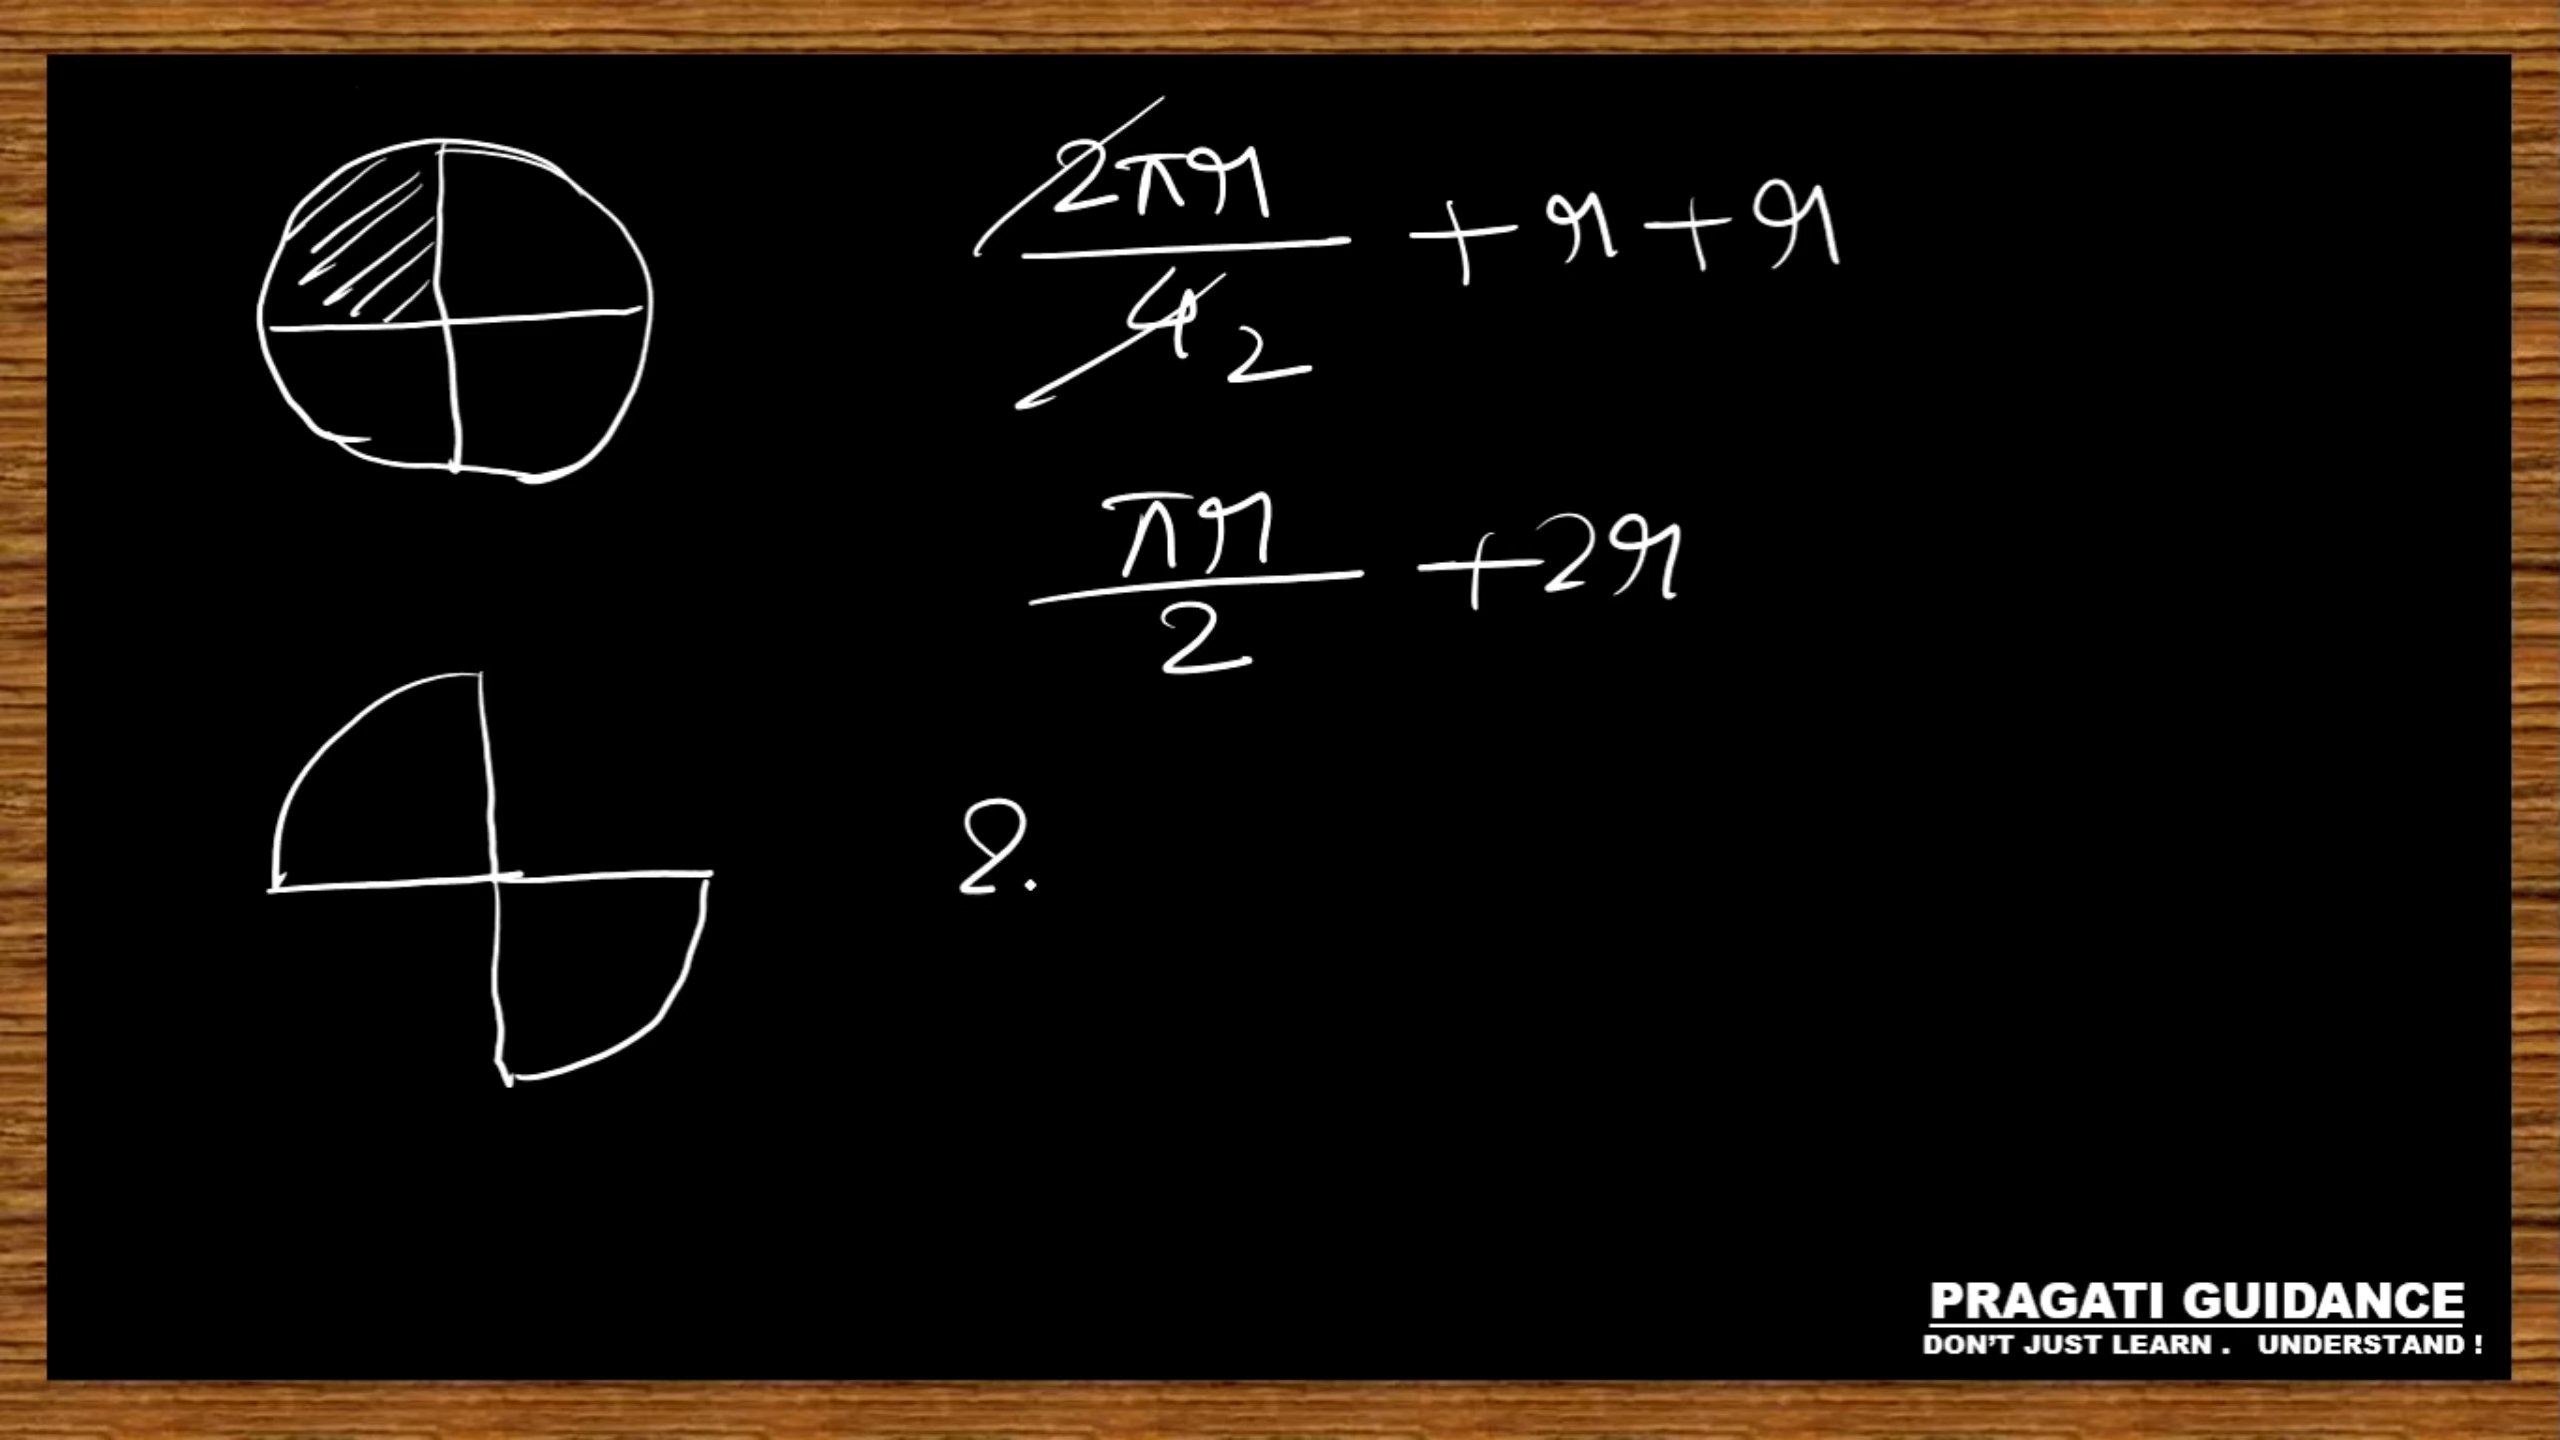 2πr/4 2 + r + r
πr/2 + 2r
2.
PRAGATI GUIDANCE
DON'T JUST LEARN . UNDERSTAND !